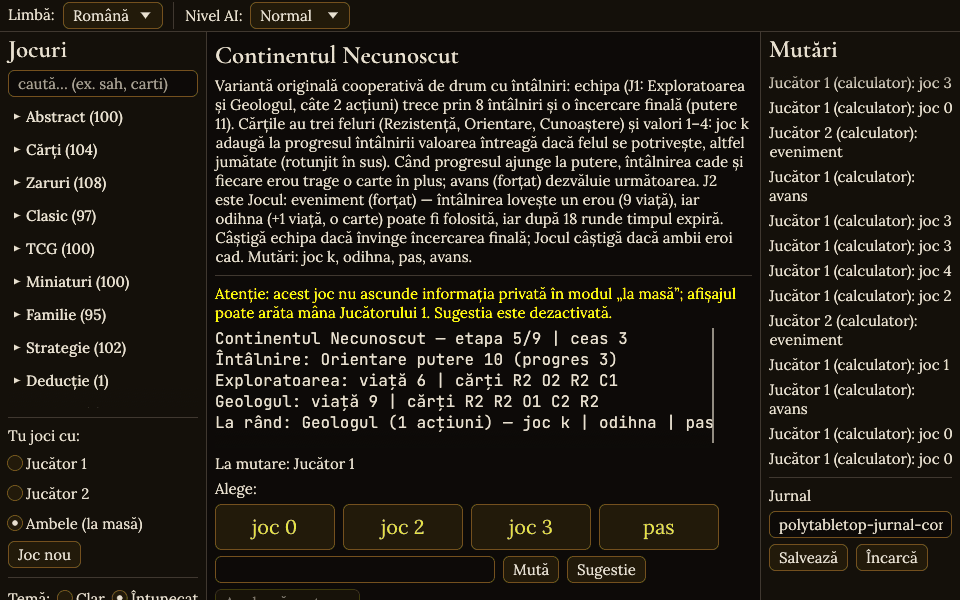 Limbă: Română ▼ Nivel AI: Normal ▼
Jocuri
caută... (ex. sah, carti)
▸ Abstract (100)
▸ Cărți (104)
▸ Zaruri (108)
▸ Clasic (97)
▸ TCG (100)
▸ Miniaturi (100)
▸ Familie (95)
▸ Strategie (102)
▸ Deducție (1)
Tu joci cu:
Jucător 1
Jucător 2
Ambele (la masă)
Joc nou
Temă: Clar Întunecat
Continentul Necunoscut
Variantă originală cooperativă de drum cu întâlniri: echipa (J1: Exploratoarea
și Geologul, câte 2 acțiuni) trece prin 8 întâlniri și o încercare finală (putere
11). Cărțile au trei feluri (Rezistență, Orientare, Cunoaștere) și valori 1–4: joc k
adaugă la progresul întâlnirii valoarea întreagă dacă felul se potrivește, altfel
jumătate (rotunjit în sus). Când progresul ajunge la putere, întâlnirea cade și
fiecare erou trage o carte în plus; avans (forțat) dezvăluie următoarea. J2
este Jocul: eveniment (forțat) — întâlnirea lovește un erou (9 viață), iar
odihna (+1 viață, o carte) poate fi folosită, iar după 18 runde timpul expiră.
Câștigă echipa dacă învinge încercarea finală; Jocul câștigă dacă ambii eroi
cad. Mutări: joc k, odihna, pas, avans.
Atenție: acest joc nu ascunde informația privată în modul „la masă”; afișajul
poate arăta mâna Jucătorului 1. Sugestia este dezactivată.
Continentul Necunoscut — etapa 5/9 | ceas 3
Întâlnire: Orientare putere 10 (progres 3)
Exploratoarea: viață 6 | cărți R2 O2 R2 C1
Geologul: viață 9 | cărți R2 R2 O1 C2 R2
La rând: Geologul (1 acțiuni) — joc k | odihna | pas
La mutare: Jucător 1
Alege:
joc 0 joc 2 joc 3 pas
Mută Sugestie
Mutări
Jucător 1 (calculator): joc 3
Jucător 1 (calculator): joc 0
Jucător 2 (calculator):
eveniment
Jucător 1 (calculator):
avans
Jucător 1 (calculator): joc 3
Jucător 1 (calculator): joc 3
Jucător 1 (calculator): joc 4
Jucător 1 (calculator): joc 2
Jucător 2 (calculator):
eveniment
Jucător 1 (calculator): joc 1
Jucător 1 (calculator):
avans
Jucător 1 (calculator): joc 0
Jucător 1 (calculator): joc 0
Jurnal
polytabletop-jurnal-cor
Salvează Încarcă